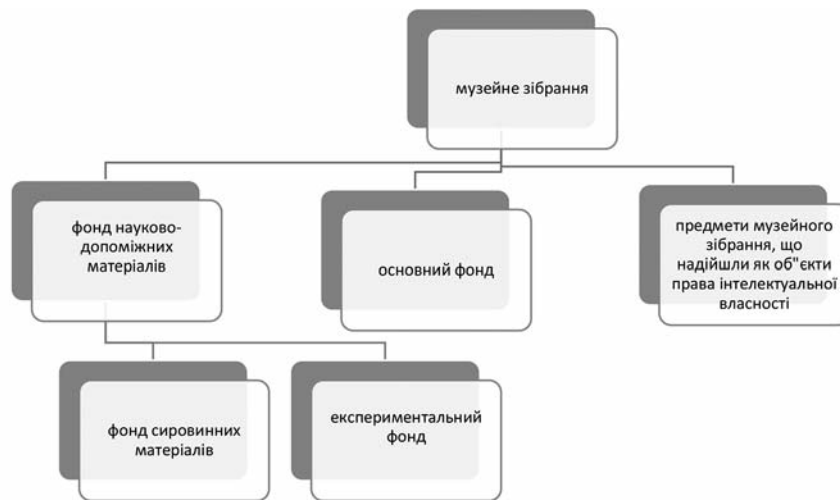 музейне зібрання
фонд науково-
допоміжних
матеріалів
основний фонд
предмети музейного
зібрання, що
надійшли як об"єкти
права інтелектуальної
власності
фонд сировинних
матеріалів
експериментальний
фонд